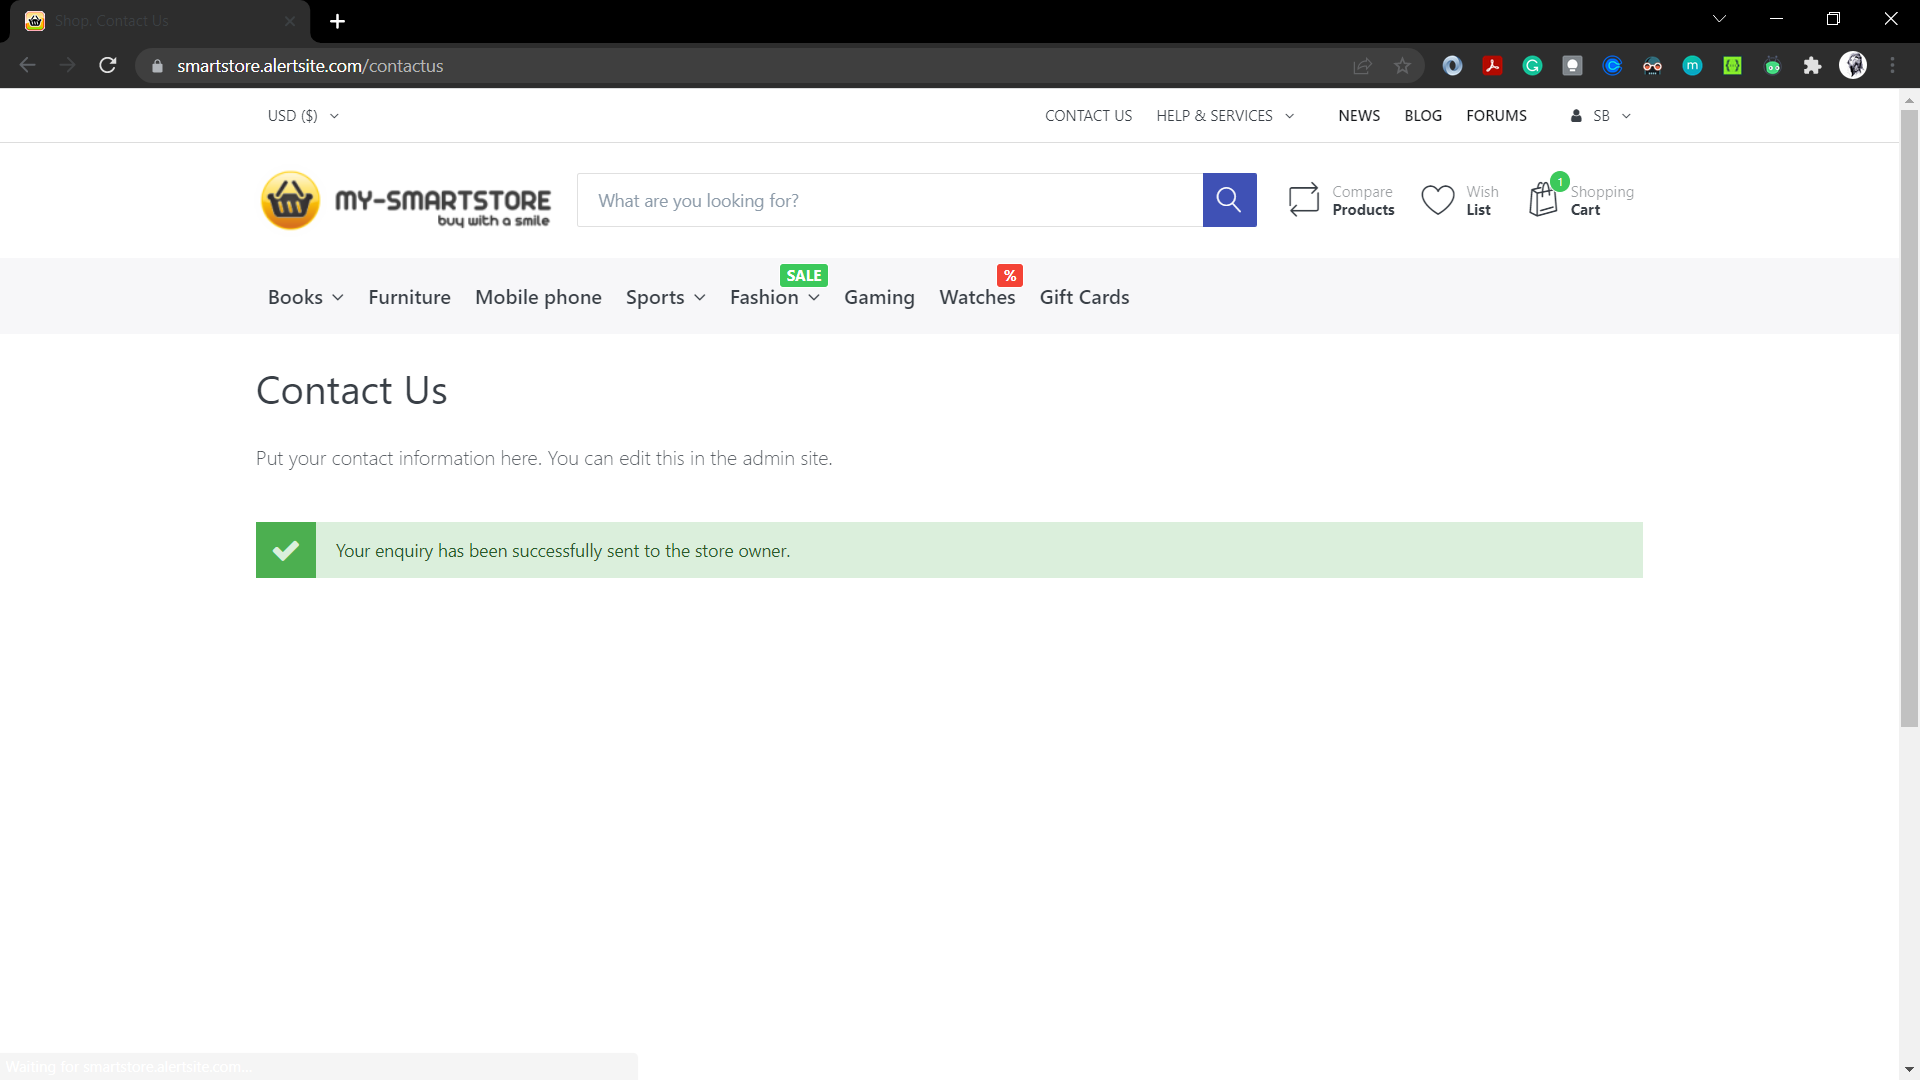 Shop. Contact Us
smartstore.alertsite.com/contactus
USD ($) CONTACT US HELP & SERVICES NEWS BLOG FORUMS SB
MY-SMARTSTORE
buy with a smile
What are you looking for?
Compare
Products
Wish
List
1
Shopping
Cart
SALE
%
Books Furniture Mobile phone Sports Fashion Gaming Watches Gift Cards
Contact Us
Put your contact information here. You can edit this in the admin site.
Your enquiry has been successfully sent to the store owner.
Waiting for smartstore.alertsite.com...